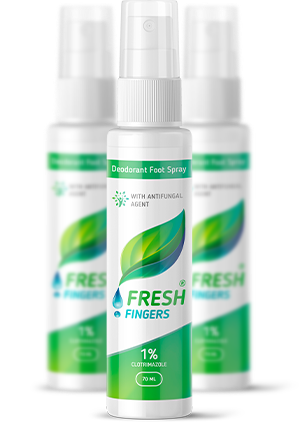 Deodorant Foot Spray
WITH ANTIFUNGAL
AGENT
FRESH®
FINGERS
1%
CLOTRIMAZOLE
70 ML